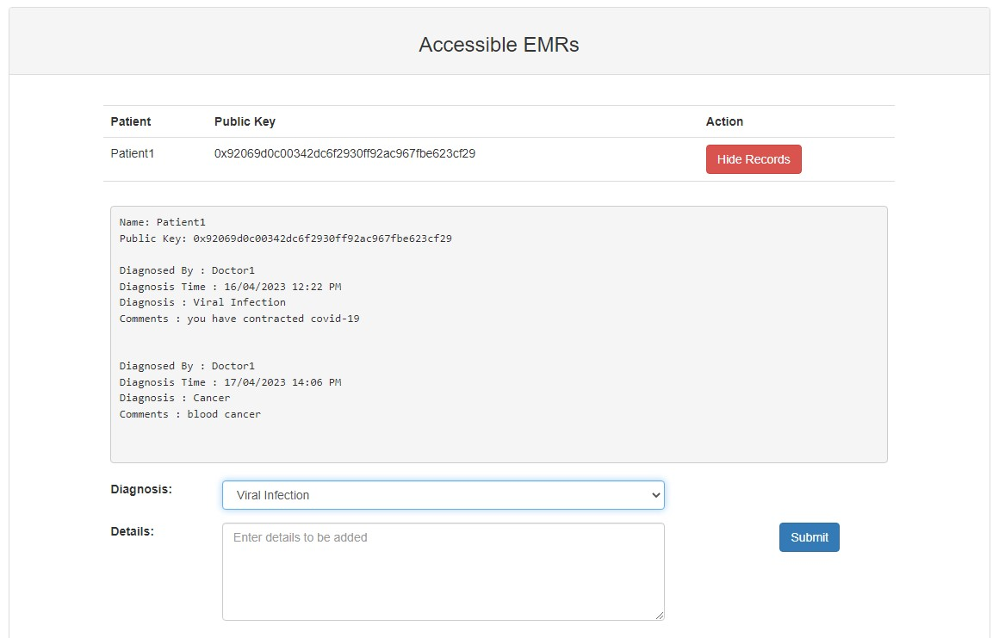 Accessible EMRs
Patient Public Key Action
Patient1 0x92069d0c00342dc6f2930ff92ac967fbe623cf29 Hide Records
Name: Patient1
Public Key: 0x92069d0c00342dc6f2930ff92ac967fbe623cf29
Diagnosed By : Doctor1
Diagnosis Time : 16/04/2023 12:22 PM
Diagnosis : Viral Infection
Comments : you have contracted covid-19
Diagnosed By : Doctor1
Diagnosis Time : 17/04/2023 14:06 PM
Diagnosis : Cancer
Comments : blood cancer
Diagnosis: Viral Infection
Details: Enter details to be added Submit